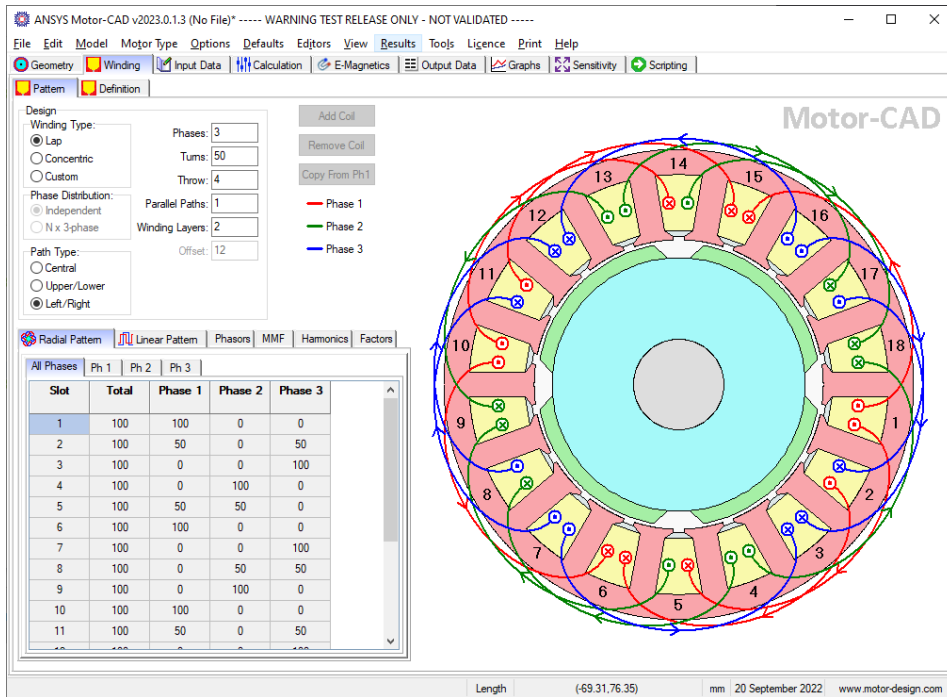 ANSYS Motor-CAD v2023.0.1.3 (No File)* ----- WARNING TEST RELEASE ONLY - NOT VALIDATED -----
File Edit Model Motor Type Options Defaults Editors View Results Tools Licence Print Help
Geometry Winding Input Data Calculation E-Magnetics Output Data Graphs Sensitivity Scripting
Pattern Definition
Design
Winding Type:
Lap
Concentric
Custom
Phase Distribution:
Independent
N x 3-phase
Path Type:
Central
Upper/Lower
Left/Right
Phases: 3
Turns: 50
Throw: 4
Parallel Paths: 1
Winding Layers: 2
Offset: 12
Add Coil
Remove Coil
Copy From Ph1
Phase 1
Phase 2
Phase 3
Motor-CAD
14
13
15
12
16
11
17
10
18
9
1
8
2
7
3
6
4
5
Radial Pattern Linear Pattern Phasors MMF Harmonics Factors
All Phases Ph 1 Ph 2 Ph 3
Slot Total Phase 1 Phase 2 Phase 3
1 100 100 0 0
2 100 50 0 50
3 100 0 0 100
4 100 0 100 0
5 100 50 50 0
6 100 100 0 0
7 100 0 0 100
8 100 0 50 50
9 100 0 100 0
10 100 100 0 0
11 100 50 0 50
Length (-69.31,76.35) mm 20 September 2022 www.motor-design.com